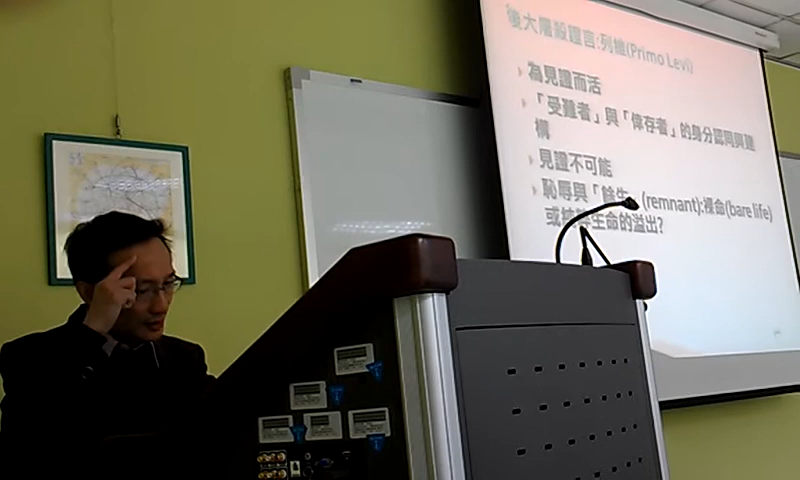 後大屠殺證言:列維(Primo Levi)
為見證而活
「受難者」與「倖存者」的身分認同與建
構
見證不可能
恥辱與「餘生」(remnant):裸命(bare life)
或 生命的溢出?